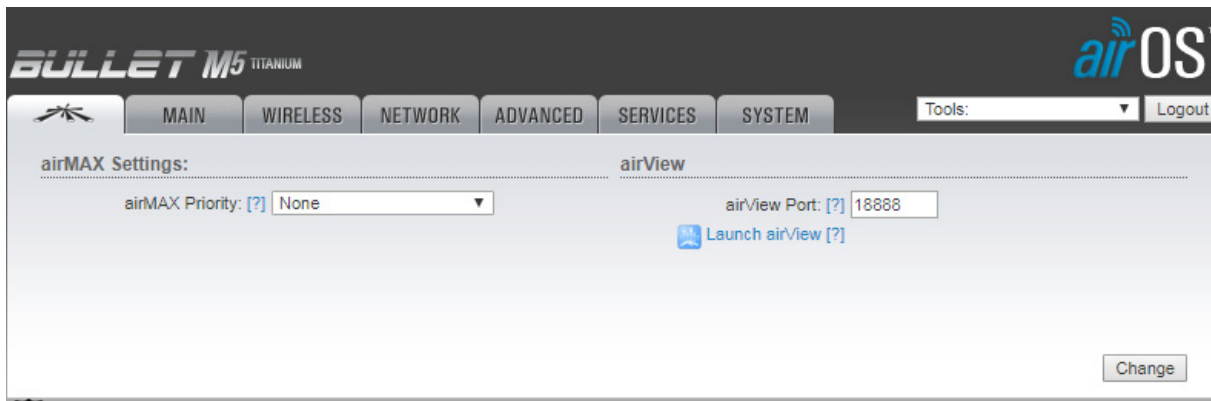 BULLET M5 TITANIUM
airOS
MAIN WIRELESS NETWORK ADVANCED SERVICES SYSTEM Tools: Logout
airMAX Settings: airView
airMAX Priority: [?] None airView Port: [?] 18888
Launch airView [?]
Change